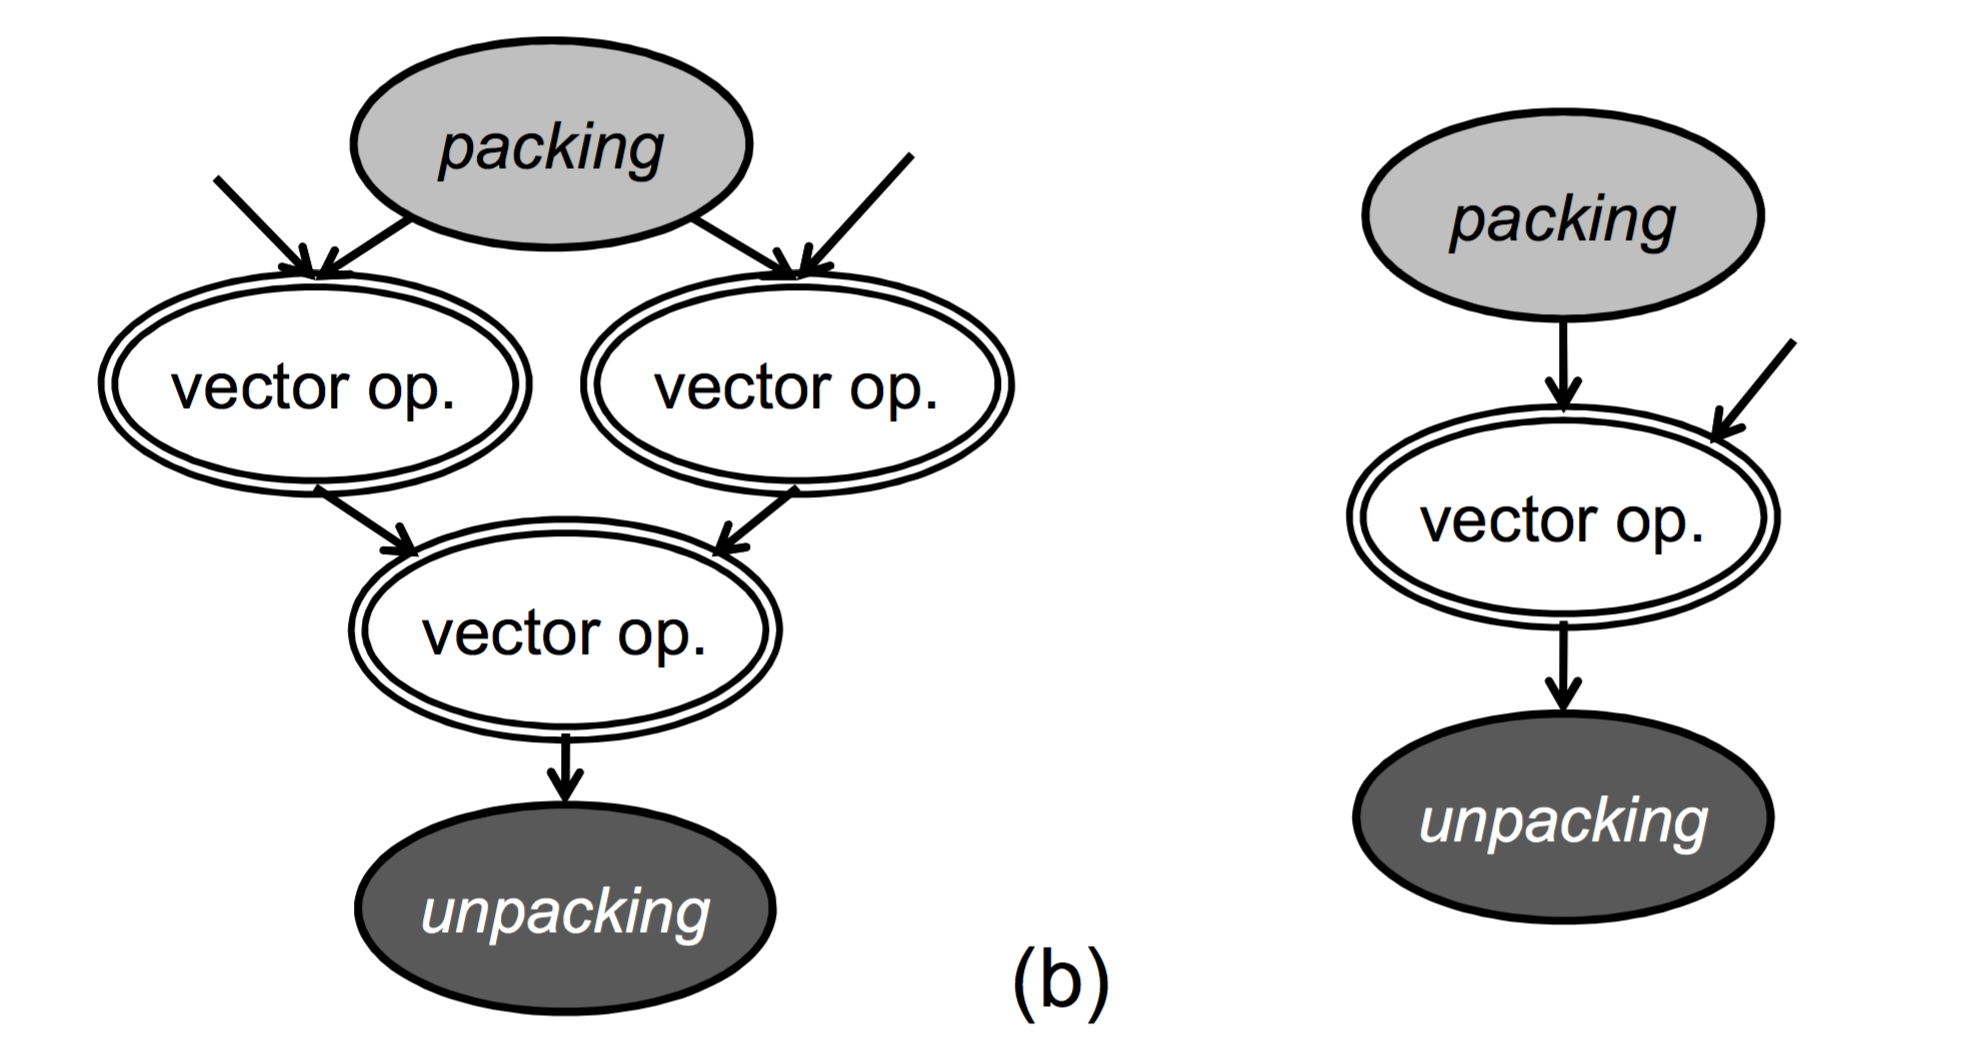 packing
vector op.
vector op.
vector op.
unpacking
packing
vector op.
unpacking
(b)